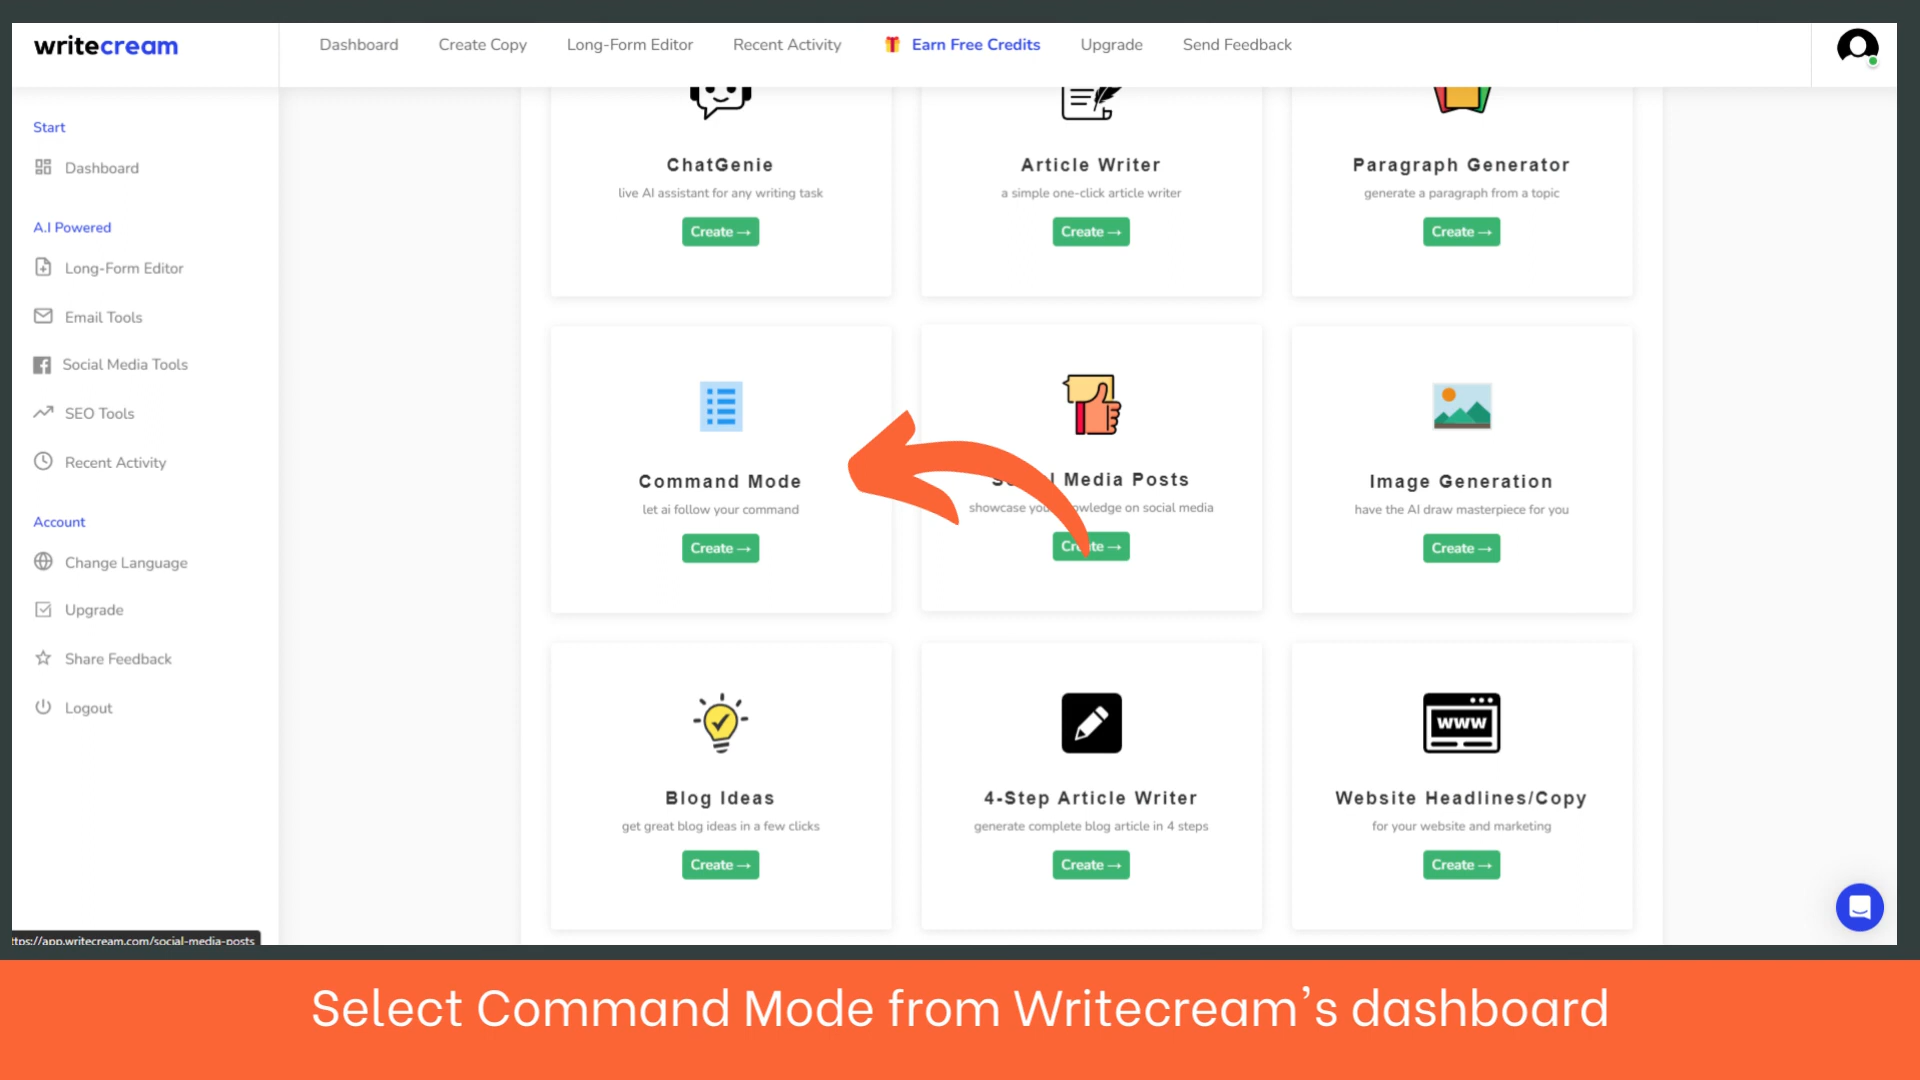 writecream
Dashboard Create Copy Long-Form Editor Recent Activity Earn Free Credits Upgrade Send Feedback
Start
Dashboard
A.I Powered
Long-Form Editor
Email Tools
Social Media Tools
SEO Tools
Recent Activity
Account
Change Language
Upgrade
Share Feedback
Logout
ChatGenie
live AI assistant for any writing task
Create →
Article Writer
a simple one-click article writer
Create →
Paragraph Generator
generate a paragraph from a topic
Create →
Command Mode
let ai follow your command
Create →
Media Posts
showcase on social media
Create →
Image Generation
have the AI draw masterpiece for you
Create →
Blog Ideas
get great blog ideas in a few clicks
Create →
4-Step Article Writer
generate complete blog article in 4 steps
Create →
www
Website Headlines/Copy
for your website and marketing
Create →
ttps://app.writecream.com/social-media-posts
Select Command Mode from Writecream's dashboard